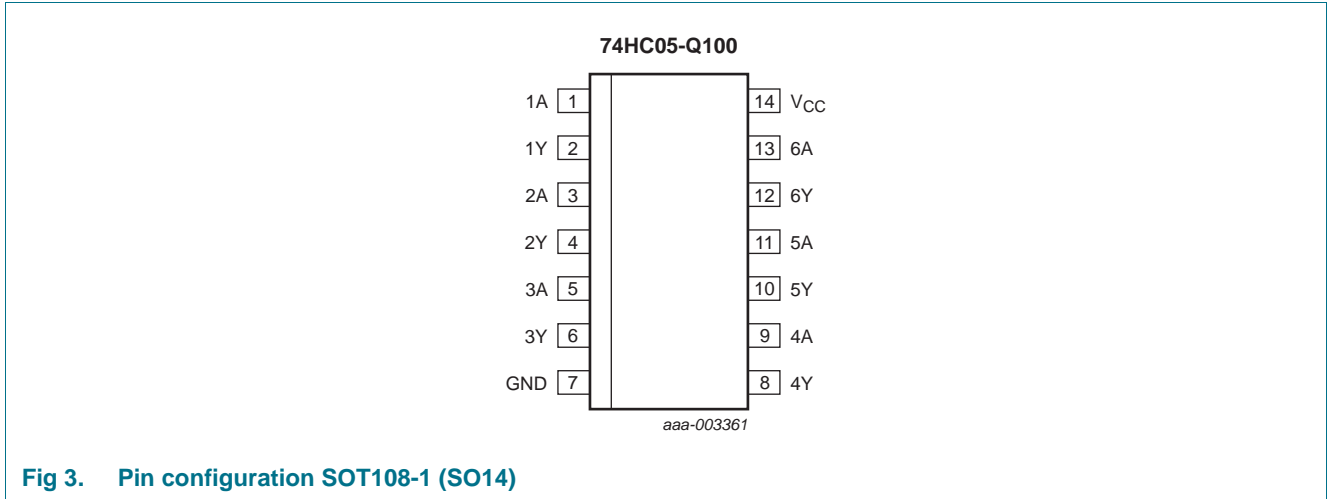 74HC05-Q100
1A 1 14 VCC
1Y 2 13 6A
2A 3 12 6Y
2Y 4 11 5A
3A 5 10 5Y
3Y 6 9 4A
GND 7 8 4Y
aaa-003361
Fig 3. Pin configuration SOT108-1 (SO14)